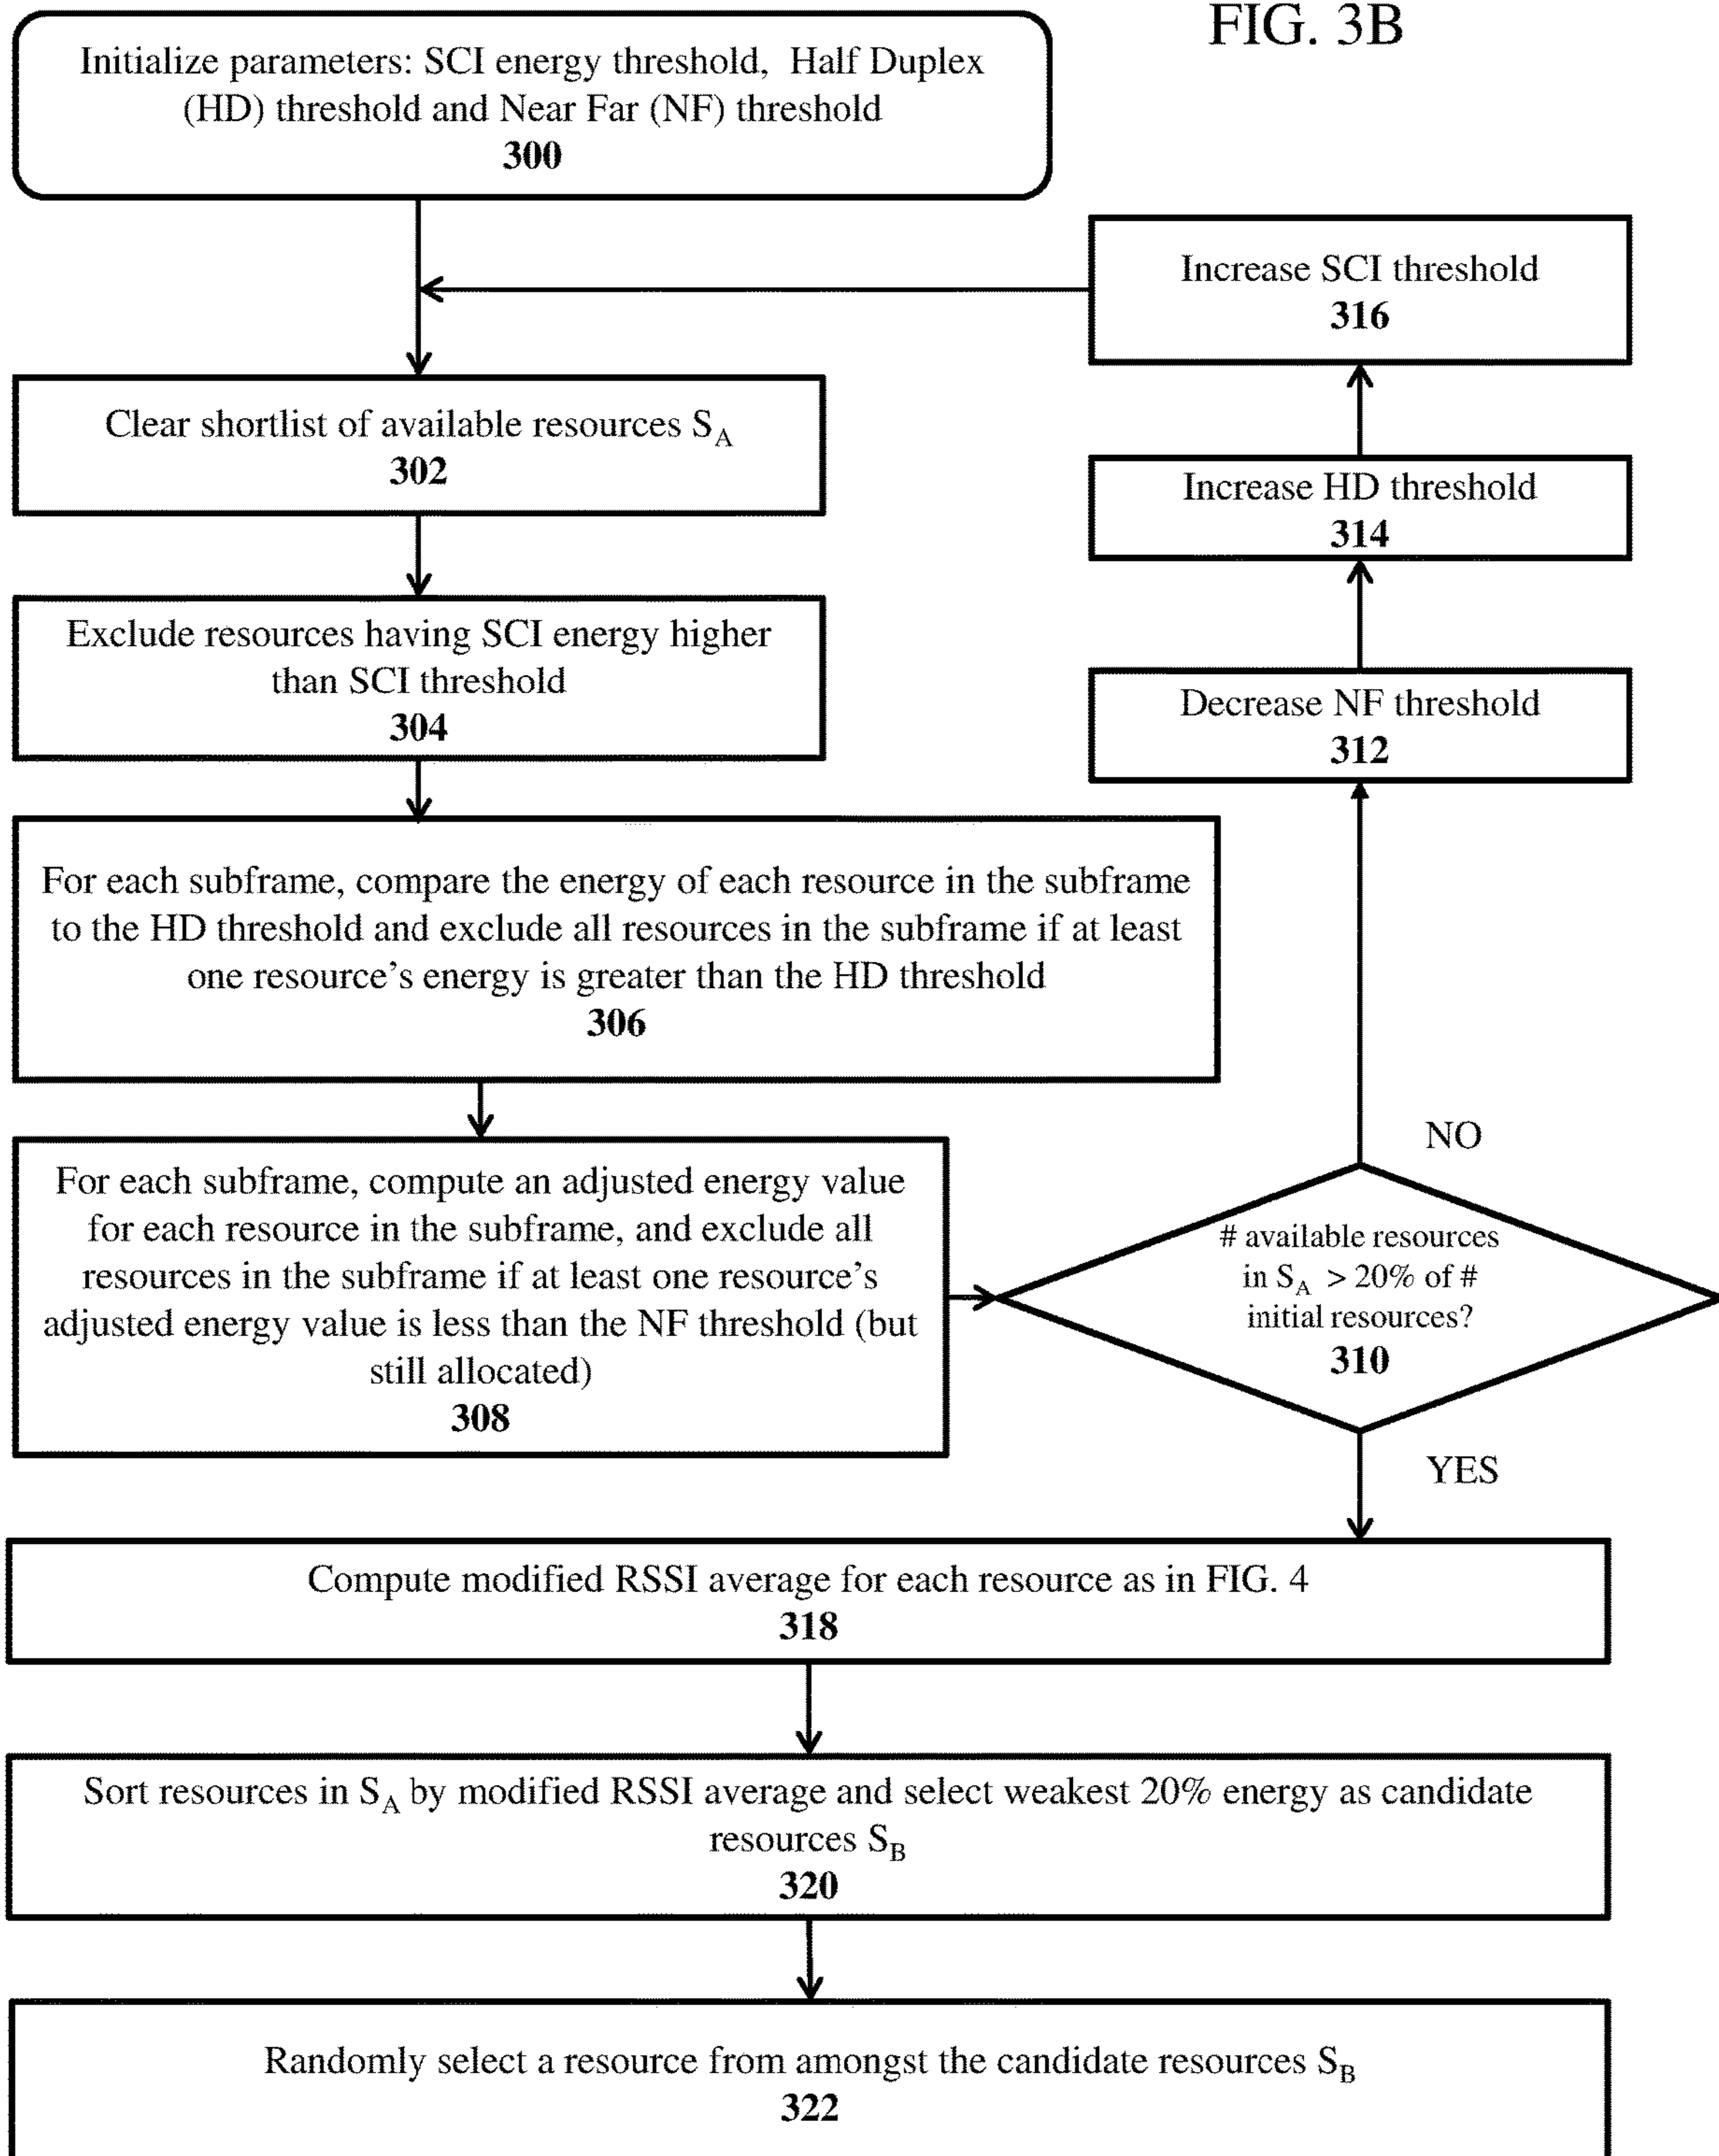 FIG. 3B
Initialize parameters: SCI energy threshold, Half Duplex
(HD) threshold and Near Far (NF) threshold
300
Increase SCI threshold
316
Clear shortlist of available resources S_A
302
Increase HD threshold
314
Exclude resources having SCI energy higher
than SCI threshold
304
Decrease NF threshold
312
For each subframe, compare the energy of each resource in the subframe
to the HD threshold and exclude all resources in the subframe if at least
one resource’s energy is greater than the HD threshold
306
For each subframe, compute an adjusted energy value
for each resource in the subframe, and exclude all
resources in the subframe if at least one resource’s
adjusted energy value is less than the NF threshold (but
still allocated)
308
NO
# available resources
in S_A > 20% of #
initial resources?
310
YES
Compute modified RSSI average for each resource as in FIG. 4
318
Sort resources in S_A by modified RSSI average and select weakest 20% energy as candidate
resources S_B
320
Randomly select a resource from amongst the candidate resources S_B
322